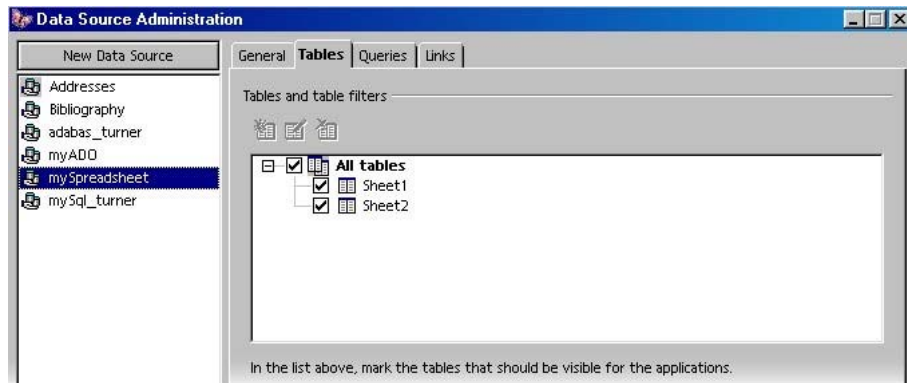 Data Source Administration
New Data Source
Addresses
Bibliography
adabas_turner
myADO
mySpreadsheet
mySql_turner
General Tables Queries Links
Tables and table filters
All tables
Sheet1
Sheet2
In the list above, mark the tables that should be visible for the applications.